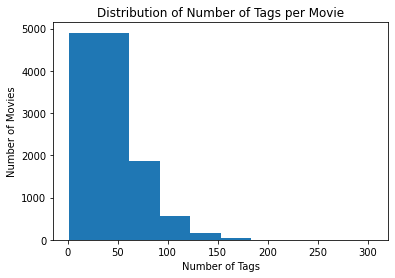 Distribution of Number of Tags per Movie
Number of Movies
5000
4000
3000
2000
1000
0
0 50 100 150 200 250 300
Number of Tags